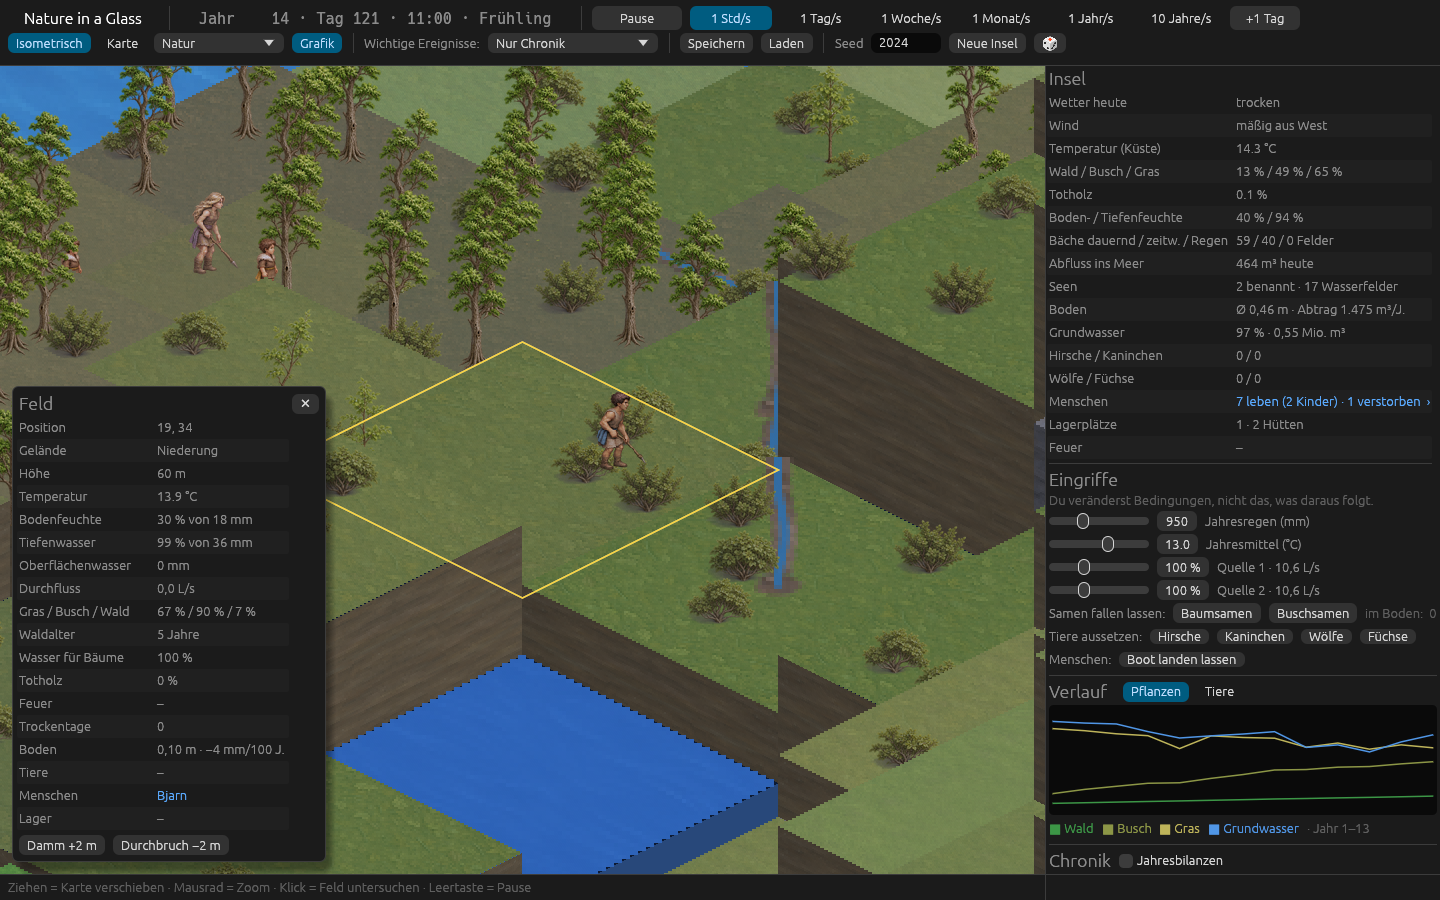 Nature in a Glass Jahr 14 · Tag 121 · 11:00 · Frühling Pause 1 Std/s 1 Tag/s 1 Woche/s 1 Monat/s 1 Jahr/s 10 Jahre/s +1 Tag
Isometrisch Karte Natur Grafik Wichtige Ereignisse: Nur Chronik Speichern Laden Seed 2024 Neue Insel
Feld ×
Position 19, 34
Gelände Niederung
Höhe 60 m
Temperatur 13.9 °C
Bodenfeuchte 30 % von 18 mm
Tiefenwasser 99 % von 36 mm
Oberflächenwasser 0 mm
Durchfluss 0,0 L/s
Gras / Busch / Wald 67 % / 90 % / 7 %
Waldalter 5 Jahre
Wasser für Bäume 100 %
Totholz 0 %
Feuer –
Trockentage 0
Boden 0,10 m · −4 mm/100 J.
Tiere –
Menschen Bjarn
Lager –
Damm +2 m Durchbruch −2 m
Insel
Wetter heute trocken
Wind mäßig aus West
Temperatur (Küste) 14.3 °C
Wald / Busch / Gras 13 % / 49 % / 65 %
Totholz 0.1 %
Boden- / Tiefenfeuchte 40 % / 94 %
Bäche dauernd / zeitw. / Regen 59 / 40 / 0 Felder
Abfluss ins Meer 464 m³ heute
Seen 2 benannt · 17 Wasserfelder
Boden Ø 0,46 m · Abtrag 1.475 m³/J.
Grundwasser 97 % · 0,55 Mio. m³
Hirsche / Kaninchen 0 / 0
Wölfe / Füchse 0 / 0
Menschen 7 leben (2 Kinder) · 1 verstorben ›
Lagerplätze 1 · 2 Hütten
Feuer –
Eingriffe
Du veränderst Bedingungen, nicht das, was daraus folgt.
950 Jahresregen (mm)
13.0 Jahresmittel (°C)
100 % Quelle 1 · 10,6 L/s
100 % Quelle 2 · 10,6 L/s
Samen fallen lassen: Baumsamen Buschsamen im Boden: 0
Tiere aussetzen: Hirsche Kaninchen Wölfe Füchse
Menschen: Boot landen lassen
Verlauf Pflanzen Tiere
Wald Busch Gras Grundwasser · Jahr 1–13
Chronik Jahresbilanzen
Ziehen = Karte verschieben · Mausrad = Zoom · Klick = Feld untersuchen · Leertaste = Pause